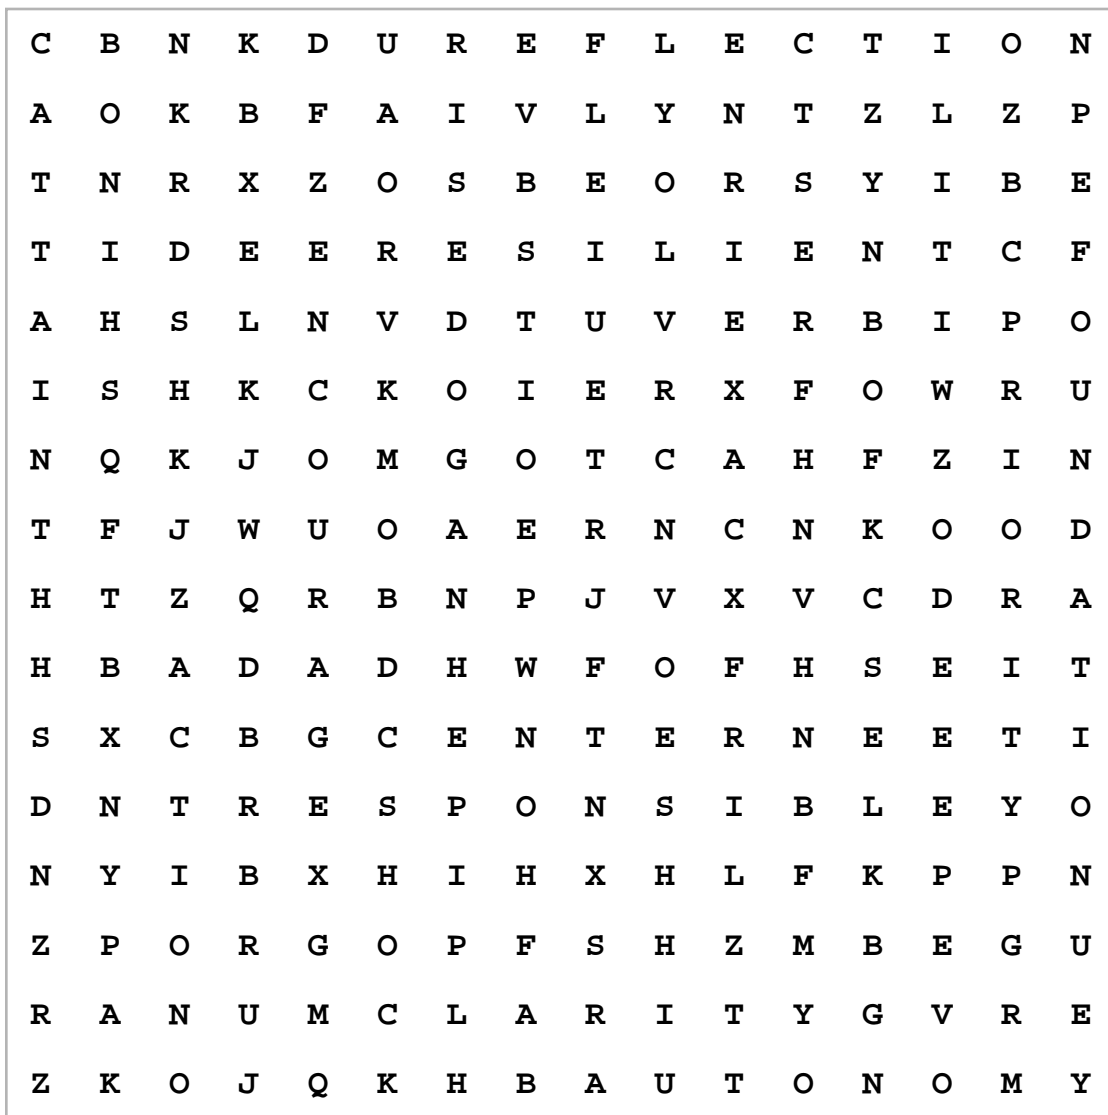 C B N K D U R E F L E C T I O N
A O K B F A I V L Y N T Z L Z P
T N R X Z O S B E O R S Y I B E
T I D E E R E S I L I E N T C F
A H S L N V D T U V E R B I P O
I S H K C K O I E R X F O W R U
N Q K J O M G O T C A H F Z I N
T F J W U O A E R N C N K O O D
H T Z Q R B N P J V X V C D R A
H B A D A D H W F O F H S E I T
S X C B G C E N T E R N E E T I
D N T R E S P O N S I B L E Y O
N Y I B X H I H X H L F K P P N
Z P O R G O P F S H Z M B E G U
R A N U M C L A R I T Y G V R E
Z K O J Q K H B A U T O N O M Y